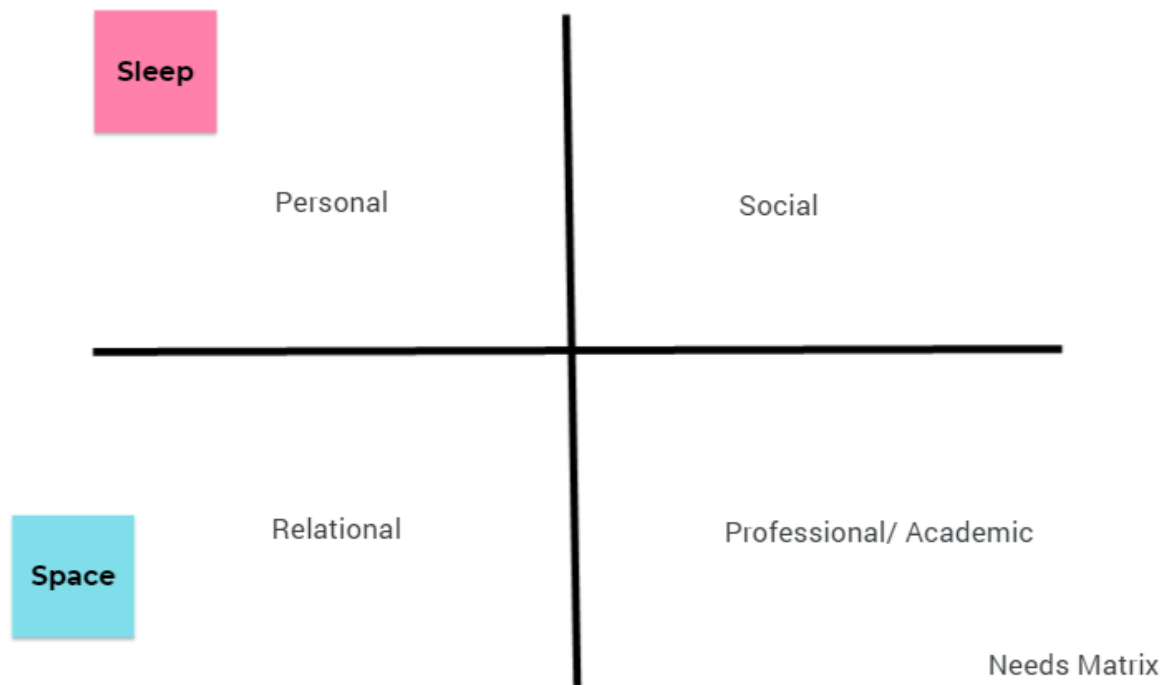 Sleep
Personal
Social
Relational
Professional/ Academic
Space
Needs Matrix